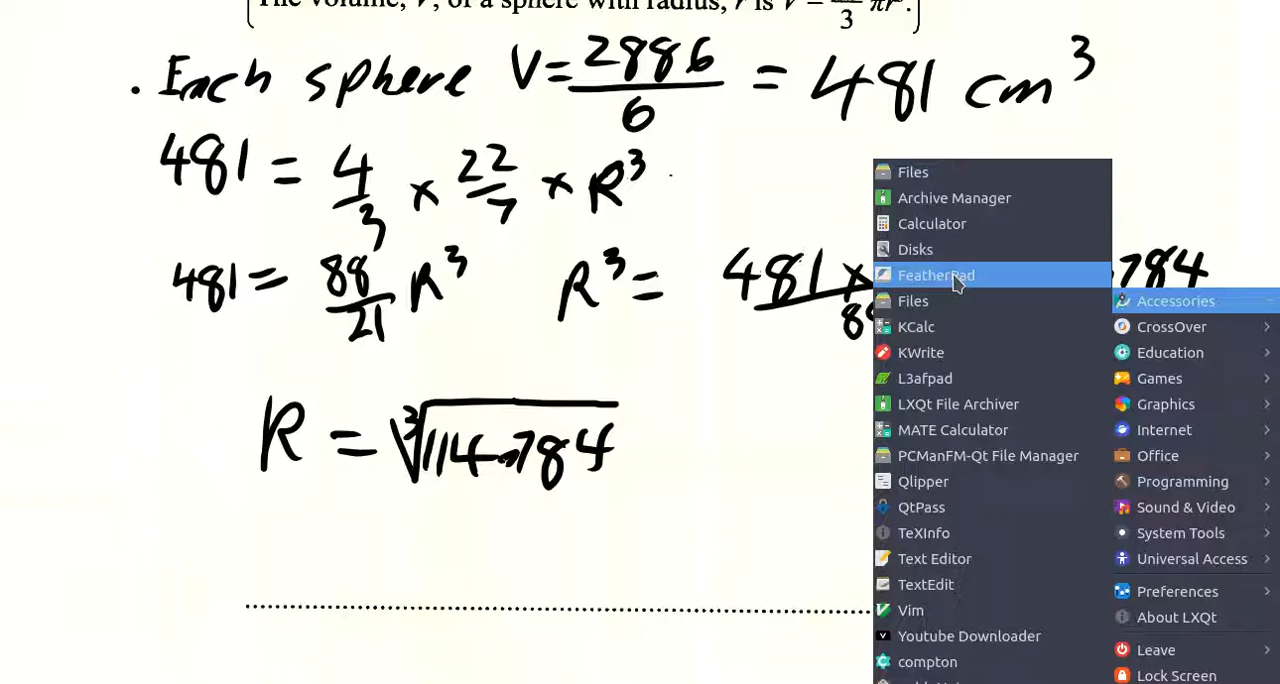 The volume, V, of a sphere with radius, r is V = 3 πr³.
. Each sphere V = 2886/6 = 481 cm³
481 = 4/3 × 22/7 × R³
481 = 88/21 R³ R³ = 481 × 784
R = ³√114.784
Files
Archive Manager
Calculator
Disks
FeatherPad
Files
KCalc
KWrite
L3afpad
LXQt File Archiver
MATE Calculator
PCManFM-Qt File Manager
Qlipper
QtPass
TeXInfo
Text Editor
TextEdit
Vim
Youtube Downloader
compton
Accessories
CrossOver
Education
Games
Graphics
Internet
Office
Programming
Sound & Video
System Tools
Universal Access
Preferences
About LXQt
Leave
Lock Screen